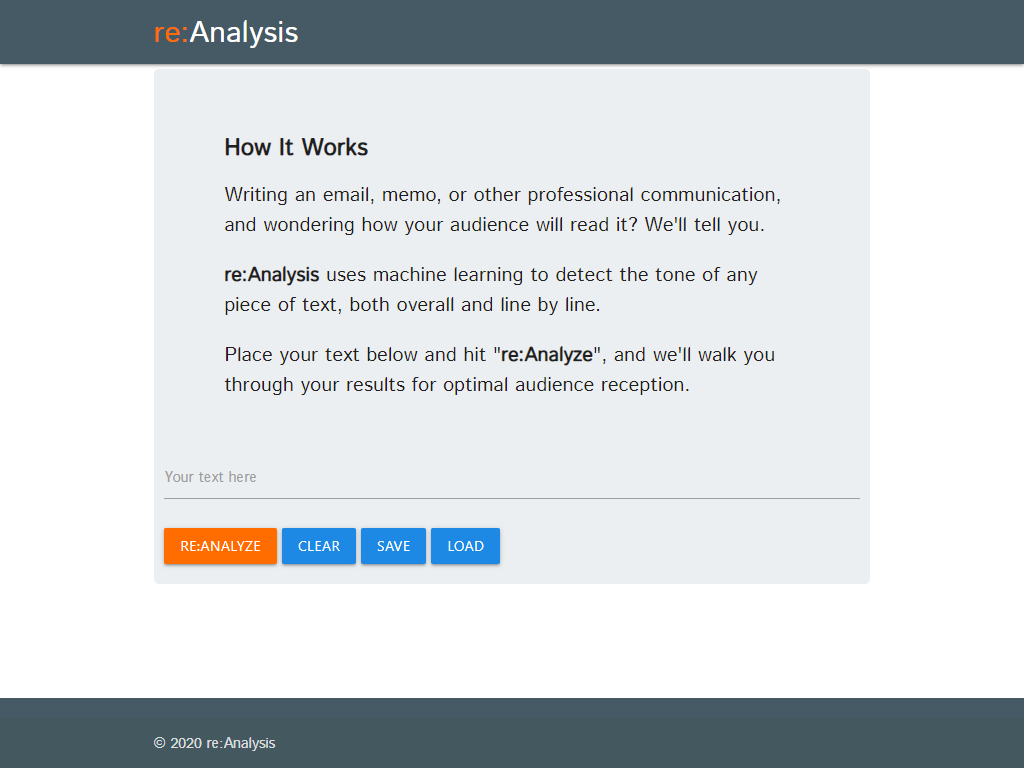 re:Analysis
How It Works
Writing an email, memo, or other professional communication,
and wondering how your audience will read it? We'll tell you.
re:Analysis uses machine learning to detect the tone of any
piece of text, both overall and line by line.
Place your text below and hit "re:Analyze", and we'll walk you
through your results for optimal audience reception.
Your text here
RE:ANALYZE CLEAR SAVE LOAD
© 2020 re:Analysis